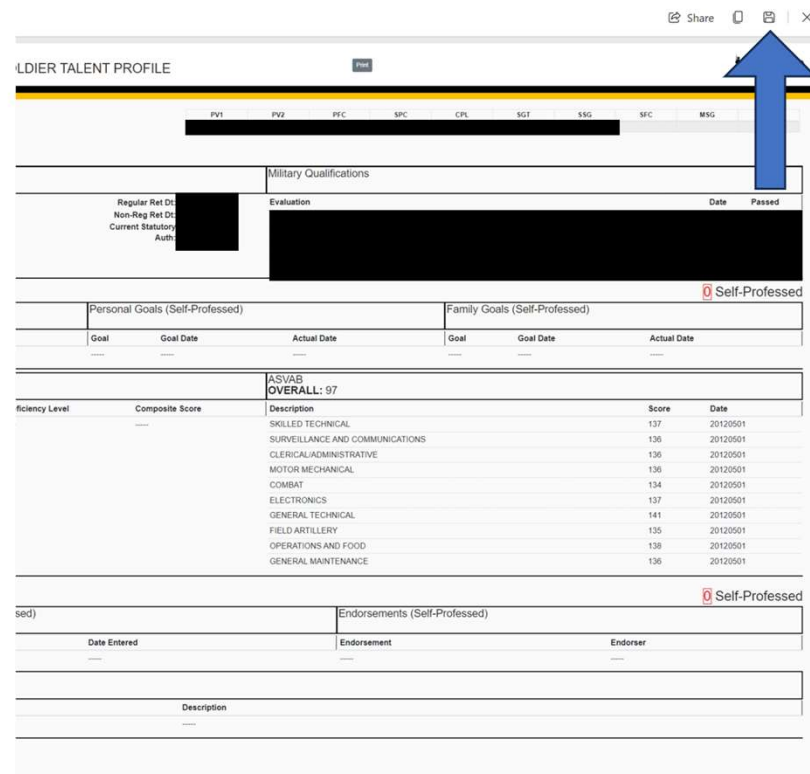 Share
LDIER TALENT PROFILE
Print
PV1 PV2 PFC SPC CPL SGT SSG SFC MSG
Military Qualifications
Regular Ret Dt:
Non-Reg Ret Dt:
Current Statutory
Auth:
Evaluation Date Passed
0 Self-Professed
Personal Goals (Self-Professed) Family Goals (Self-Professed)
Goal Goal Date Actual Date Goal Goal Date Actual Date
----- ----- ----- ----- ----- -----
ASVAB
OVERALL: 97
ficiency Level Composite Score Description Score Date
----- SKILLED TECHNICAL 137 20120501
SURVEILLANCE AND COMMUNICATIONS 136 20120501
CLERICAL/ADMINISTRATIVE 136 20120501
MOTOR MECHANICAL 136 20120501
COMBAT 134 20120501
ELECTRONICS 137 20120501
GENERAL TECHNICAL 141 20120501
FIELD ARTILLERY 135 20120501
OPERATIONS AND FOOD 138 20120501
GENERAL MAINTENANCE 136 20120501
0 Self-Professed
sed) Endorsements (Self-Professed)
Date Entered Endorsement Endorser
----- ----- -----
Description
-----